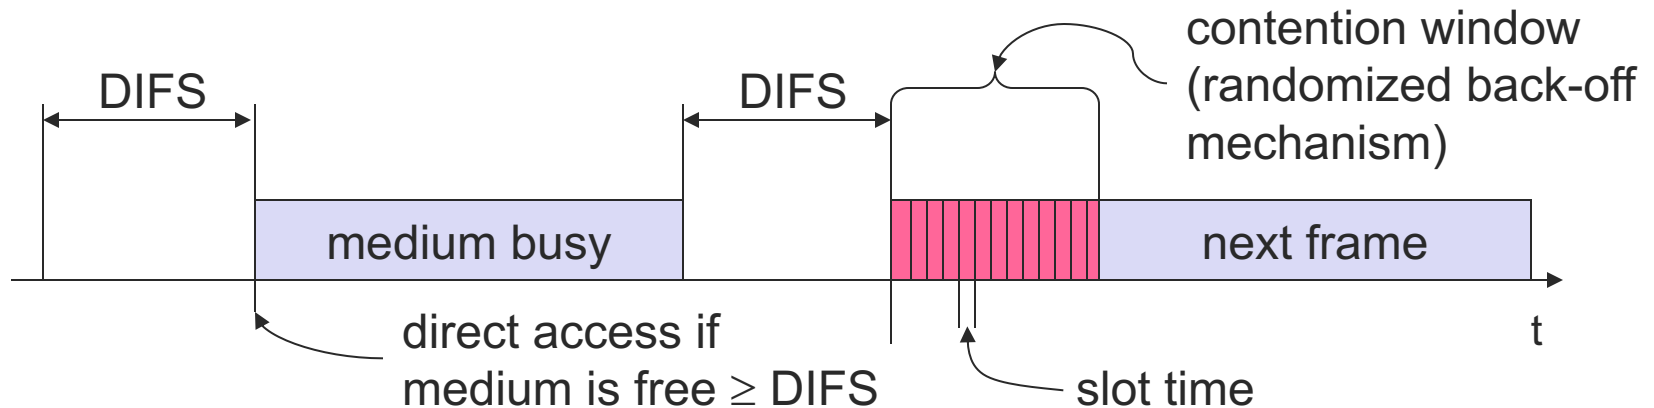 contention window
(randomized back-off
mechanism)
DIFS
DIFS
medium busy
next frame
direct access if
medium is free ≥ DIFS
t
slot time